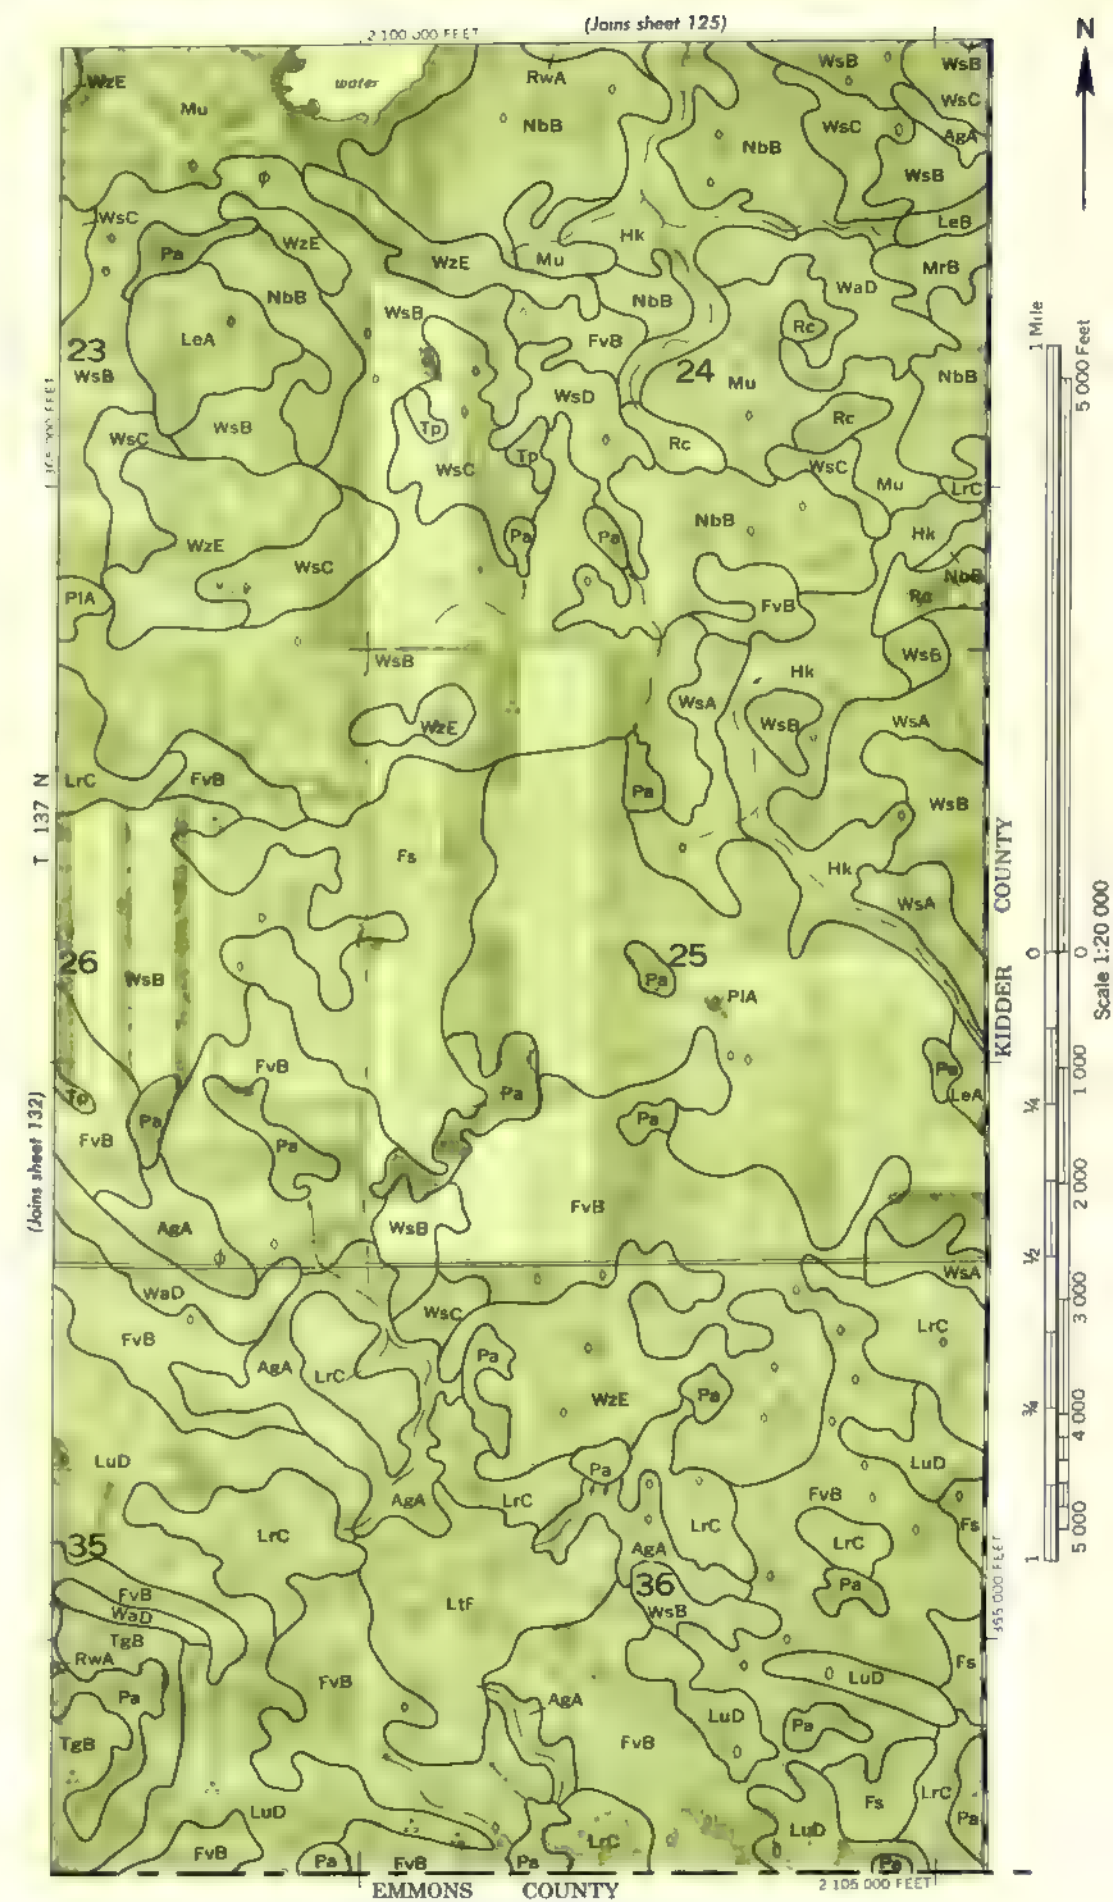 (Joins sheet 125)
2 100 000 FEET
N
WzE
water
RwA
WsB
WsB
Mu
NbB
WsC
WsC
AgA
NbB
WsB
WsC
LeB
Pa
WzE
Hk
WzE
Mu
MrB
WaD
NbB
NbB
WsB
Rc
LeA
FvB
23
WsB
24
Mu
NbB
WsD
Rc
WsC
WsB
Tp
Rc
Tp
WsC
WsC
Mu
LrC
NbB
Hk
Pa
Pa
WzE
WsC
NbB
PlA
Rc
FvB
WsB
WsB
Hk
WsA
WzE
WsB
WsA
LrC
FvB
Pa
WsB
T 137 N
Fs
Hk
WsA
KIDDER COUNTY
26
WsB
25
Pa
PlA
FvB
Pa
Pa
LeA
Tp
Pa
Pa
FvB
Pa
(Joins sheet 132)
FvB
AgA
WsB
WsA
WaD
WsC
LrC
FvB
Pa
AgA
LrC
WzE
Pa
LuD
Pa
LuD
AgA
LrC
FvB
LrC
LrC
Fs
35
LrC
AgA
36
Pa
FvB
WaD
LtF
WsB
TgB
RwA
Fs
Pa
FvB
LuD
AgA
LuD
Pa
TgB
FvB
Fs
LrC
LuD
Pa
LuD
LrC
FvB
Pa
FvB
Pa
Pa
2 105 000 FEET
EMMONS COUNTY
355 000 FEET
1 Mile
5 000 Feet
0
0
Scale 1:20 000
1/4
1 000
1/2
2 000
3 000
3/4
4 000
1
5 000